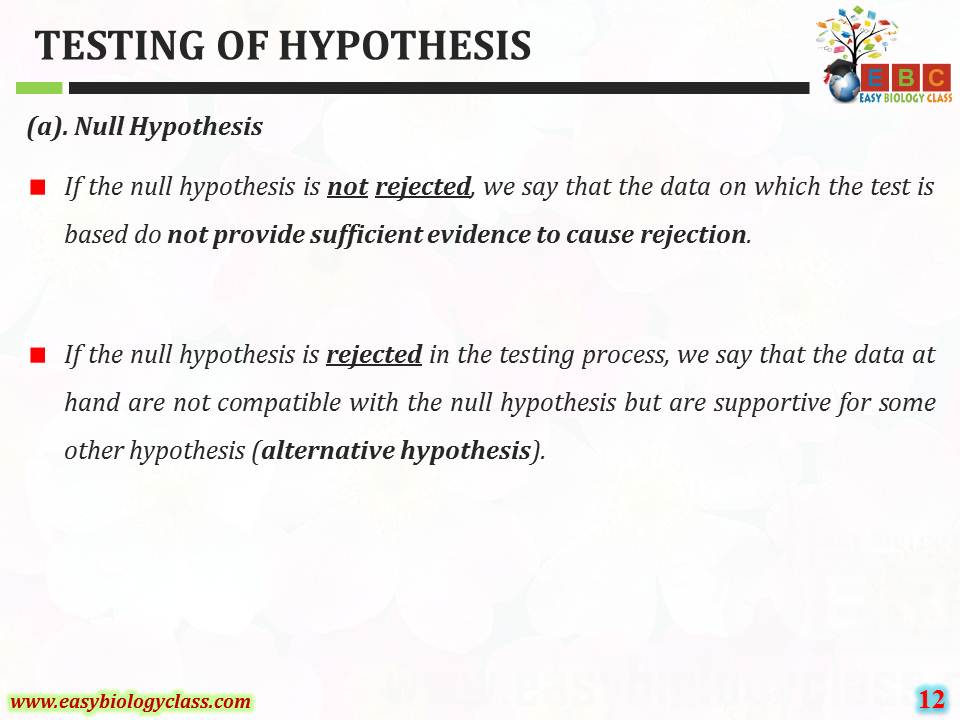 TESTING OF HYPOTHESIS
E B C
EASY BIOLOGY CLASS
(a). Null Hypothesis
If the null hypothesis is not rejected, we say that the data on which the test is
based do not provide sufficient evidence to cause rejection.
If the null hypothesis is rejected in the testing process, we say that the data at
hand are not compatible with the null hypothesis but are supportive for some
other hypothesis (alternative hypothesis).
www.easybiologyclass.com
12